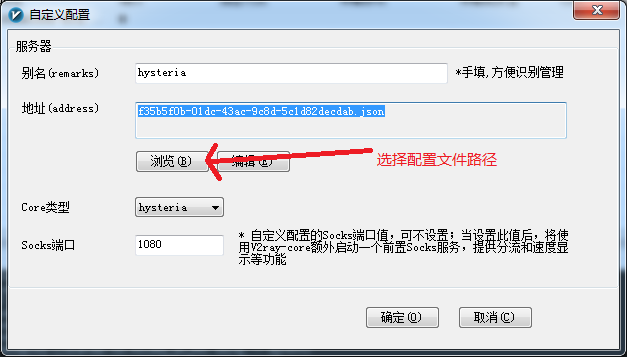 自定义配置
服务器
别名(remarks)
hysteria
*手填,方便识别管理
地址(address)
f35b5f0b-01dc-43ac-9c8d-5c1d82decdab.json
浏览(B)
编辑(E)
选择配置文件路径
Core类型
hysteria
Socks端口
1080
* 自定义配置的Socks端口值，可不设置；当设置此值后，将使
用V2ray-core额外启动一个前置Socks服务，提供分流和速度显
示等功能
确定(O)
取消(C)